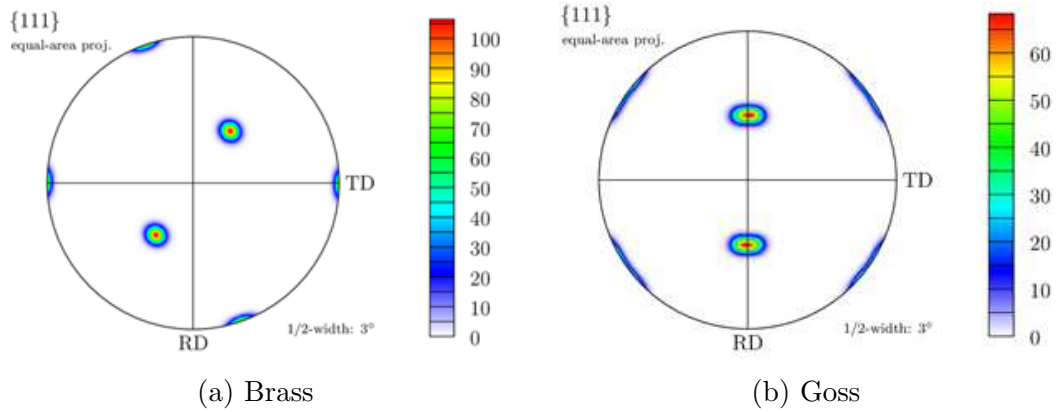 {111}
equal-area proj.
TD
RD
1/2-width: 3°
100
90
80
70
60
50
40
30
20
10
0
(a) Brass
{111}
equal-area proj.
TD
RD
1/2-width: 3°
60
50
40
30
20
10
0
(b) Goss